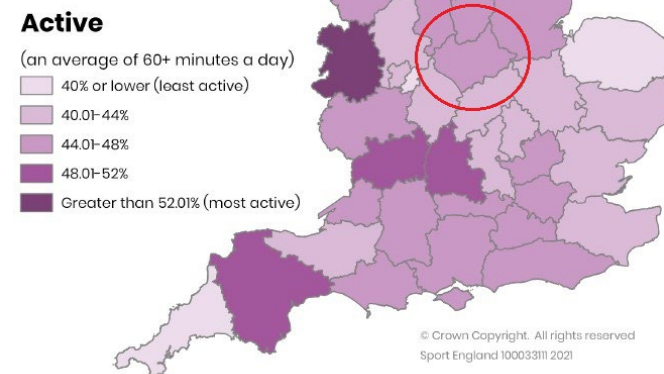 Active
(an average of 60+ minutes a day)
40% or lower (least active)
40.01-44%
44.01-48%
48.01-52%
Greater than 52.01% (most active)
© Crown Copyright. All rights reserved
Sport England 100033111 2021